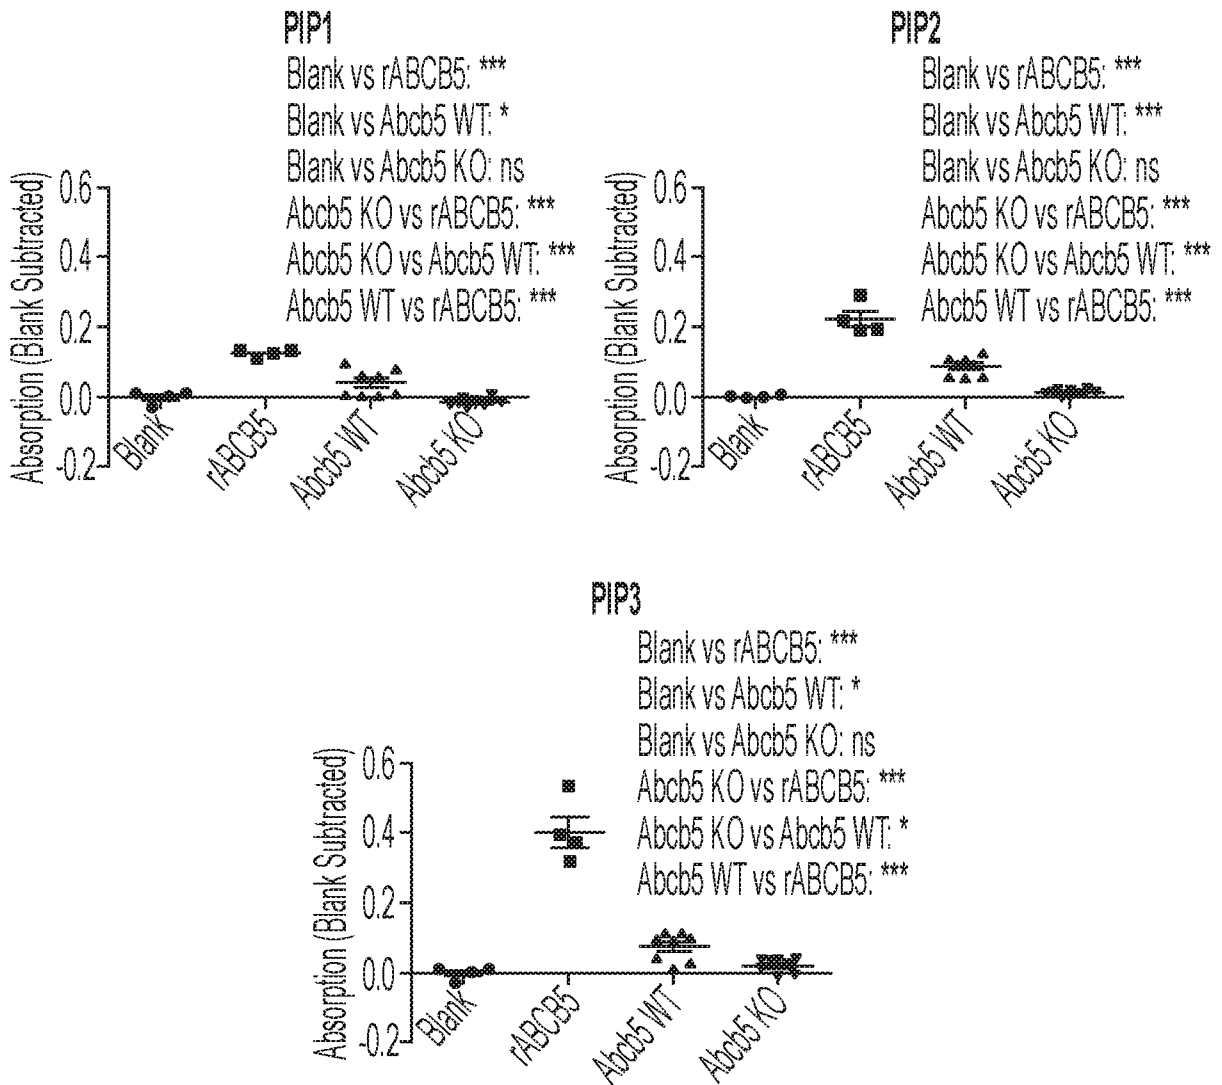 PIP1
Blank vs rABCB5: ***
Blank vs Abcb5 WT: *
Blank vs Abcb5 KO: ns
Abcb5 KO vs rABCB5: ***
Abcb5 KO vs Abcb5 WT: ***
Abcb5 WT vs rABCB5: ***
Absorption (Blank Subtracted)
0.6
0.4
0.2
0.0
-0.2
Blank
rABCB5
Abcb5 WT
Abcb5 KO
PIP2
Blank vs rABCB5: ***
Blank vs Abcb5 WT: ***
Blank vs Abcb5 KO: ns
Abcb5 KO vs rABCB5: ***
Abcb5 KO vs Abcb5 WT: ***
Abcb5 WT vs rABCB5: ***
Absorption (Blank Subtracted)
0.6
0.4
0.2
0.0
-0.2
Blank
rABCB5
Abcb5 WT
Abcb5 KO
PIP3
Blank vs rABCB5: ***
Blank vs Abcb5 WT: *
Blank vs Abcb5 KO: ns
Abcb5 KO vs rABCB5: ***
Abcb5 KO vs Abcb5 WT: *
Abcb5 WT vs rABCB5: ***
Absorption (Blank Subtracted)
0.6
0.4
0.2
0.0
-0.2
Blank
rABCB5
Abcb5 WT
Abcb5 KO